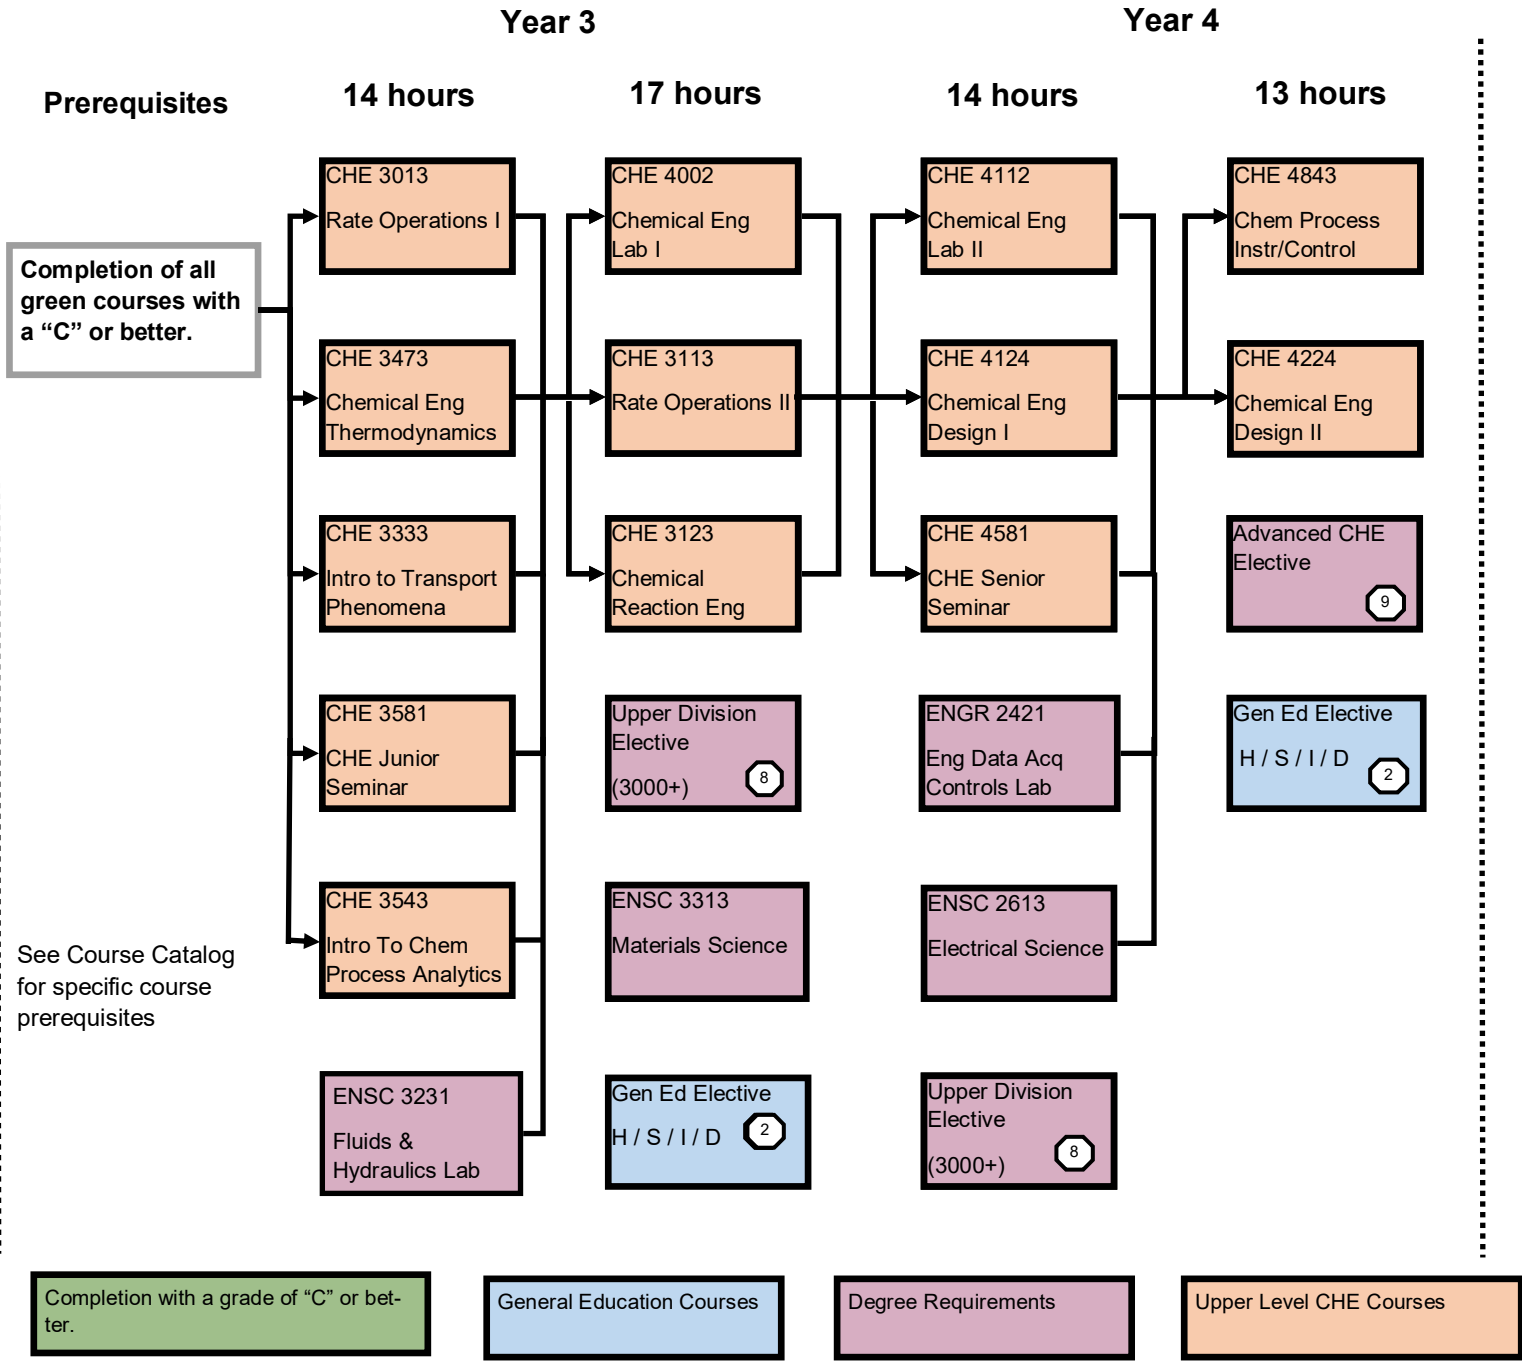 Year 3
Year 4
Prerequisites
14 hours
17 hours
14 hours
13 hours
Completion of all
green courses with
a “C” or better.
See Course Catalog
for specific course
prerequisites
CHE 3013
Rate Operations I
CHE 3473
Chemical Eng
Thermodynamics
CHE 3333
Intro to Transport
Phenomena
CHE 3581
CHE Junior
Seminar
CHE 3543
Intro To Chem
Process Analytics
ENSC 3231
Fluids &
Hydraulics Lab
CHE 4002
Chemical Eng
Lab I
CHE 3113
Rate Operations II
CHE 3123
Chemical
Reaction Eng
Upper Division
Elective
(3000+)
8
ENSC 3313
Materials Science
Gen Ed Elective
H / S / I / D
2
CHE 4112
Chemical Eng
Lab II
CHE 4124
Chemical Eng
Design I
CHE 4581
CHE Senior
Seminar
ENGR 2421
Eng Data Acq
Controls Lab
ENSC 2613
Electrical Science
Upper Division
Elective
(3000+)
8
CHE 4843
Chem Process
Instr/Control
CHE 4224
Chemical Eng
Design II
Advanced CHE
Elective
9
Gen Ed Elective
H / S / I / D
2
Completion with a grade of “C” or bet-
ter.
General Education Courses
Degree Requirements
Upper Level CHE Courses